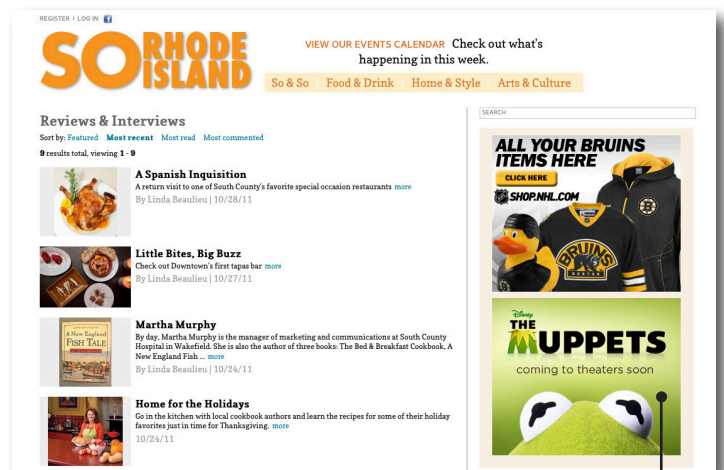 REGISTER | LOG IN
SO RHODE ISLAND
VIEW OUR EVENTS CALENDAR Check out what's
happening in this week.
So & So Food & Drink Home & Style Arts & Culture
Reviews & Interviews
Sort by: Featured Most recent Most read Most commented
9 results total, viewing 1 - 9
A Spanish Inquisition
A return visit to one of South County's favorite special occasion restaurants more
By Linda Beaulieu | 10/28/11
Little Bites, Big Buzz
Check out Downtown's first tapas bar more
By Linda Beaulieu | 10/27/11
A New England
FISH TALE
Martha Murphy
By day, Martha Murphy is the manager of marketing and communications at South County
Hospital in Wakefield. She is also the author of three books: The Bed & Breakfast Cookbook, A
New England Fish ... more
By Linda Beaulieu | 10/24/11
Home for the Holidays
Go in the kitchen with local cookbook authors and learn the recipes for some of their holiday
favorites just in time for Thanksgiving. more
10/24/11
SEARCH
ALL YOUR BRUINS
ITEMS HERE
CLICK HERE
SHOP.NHL.COM
BRUINS
Disney
THE
MUPPETS
coming to theaters soon